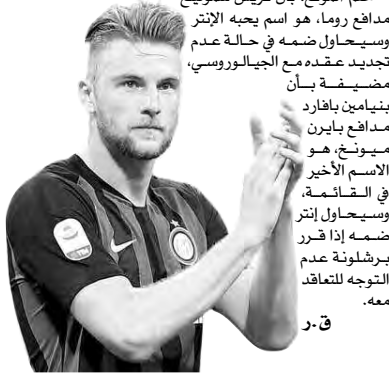 مدافع روما، هو اسم يحبه الإنتر
وسيحاول ضمه في حالة عدم
تجديد عقده مع الجيالوروسي،
مضيفة بأن
بنيامين بافارد
مدافع بايرن
ميونخ، هو
الاسم الأخير
في القائمة،
وسيحاول إنتر
ضمه إذا قرر
برشلونة عدم
التوجه للتعاقد
معه.
ق.ر